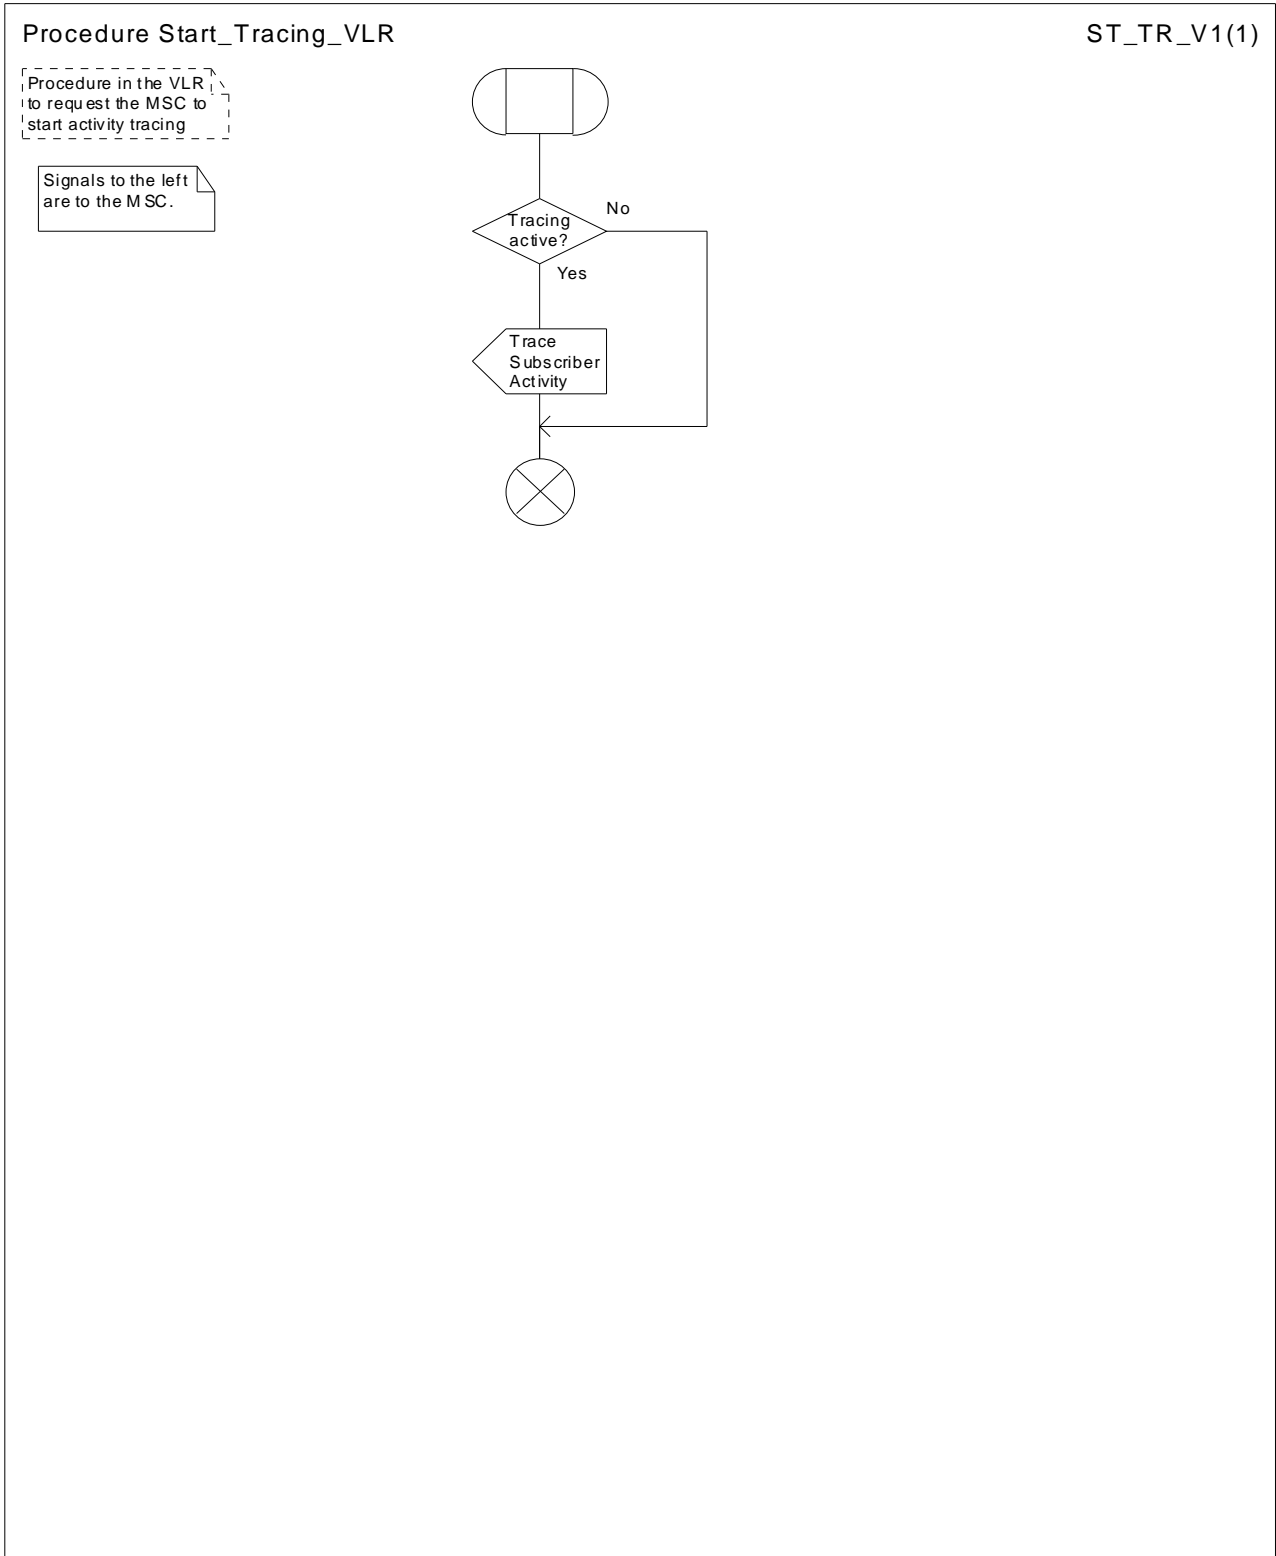 Procedure Start_Tracing_VLR
ST_TR_V1(1)
Procedure in the VLR
to request the MSC to
start activity tracing
Signals to the left
are to the MSC.
Tracing
active?
No
Yes
Trace
Subscriber
Activity